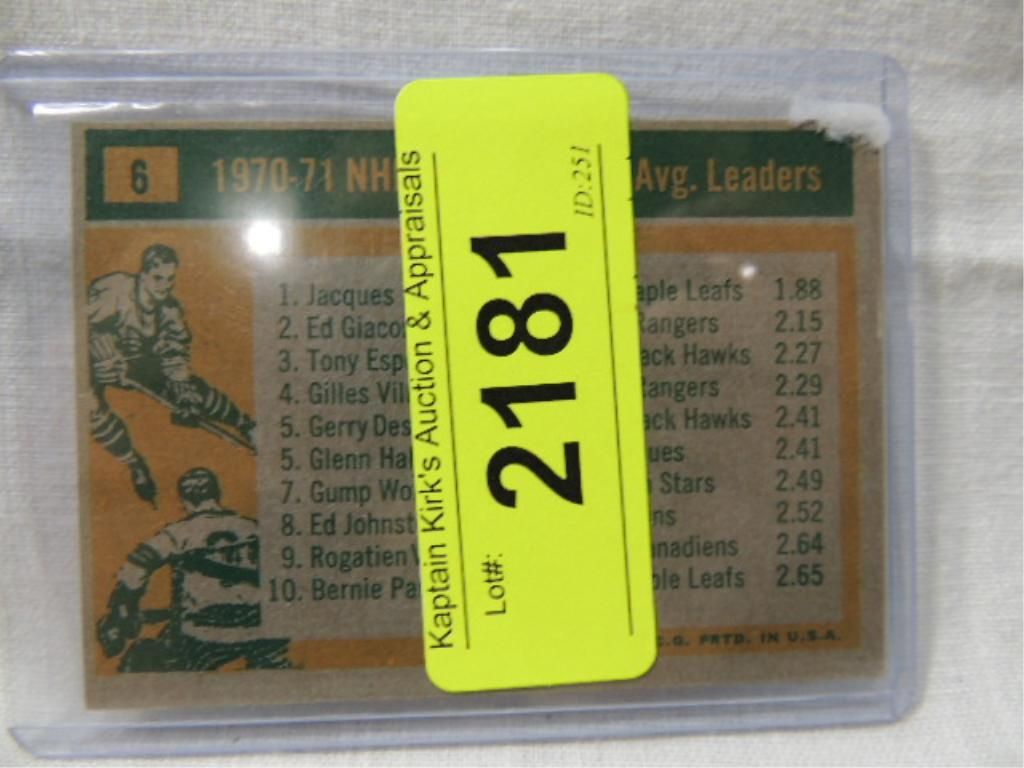 6 1970-71 NH Avg. Leaders
1. Jacques aple Leafs 1.88
2. Ed Giacom Rangers 2.15
3. Tony Esp ack Hawks 2.27
4. Gilles Vill Rangers 2.29
5. Gerry Des ack Hawks 2.41
5. Glenn Hal ues 2.41
7. Gump Wo Stars 2.49
8. Ed Johnst ns 2.52
9. Rogatien V nadiens 2.64
10. Bernie Pa ple Leafs 2.65
C.G. PRTD. IN U.S.A.
Kaptain Kirk's Auction & Appraisals
Lot#: 2181
ID:251